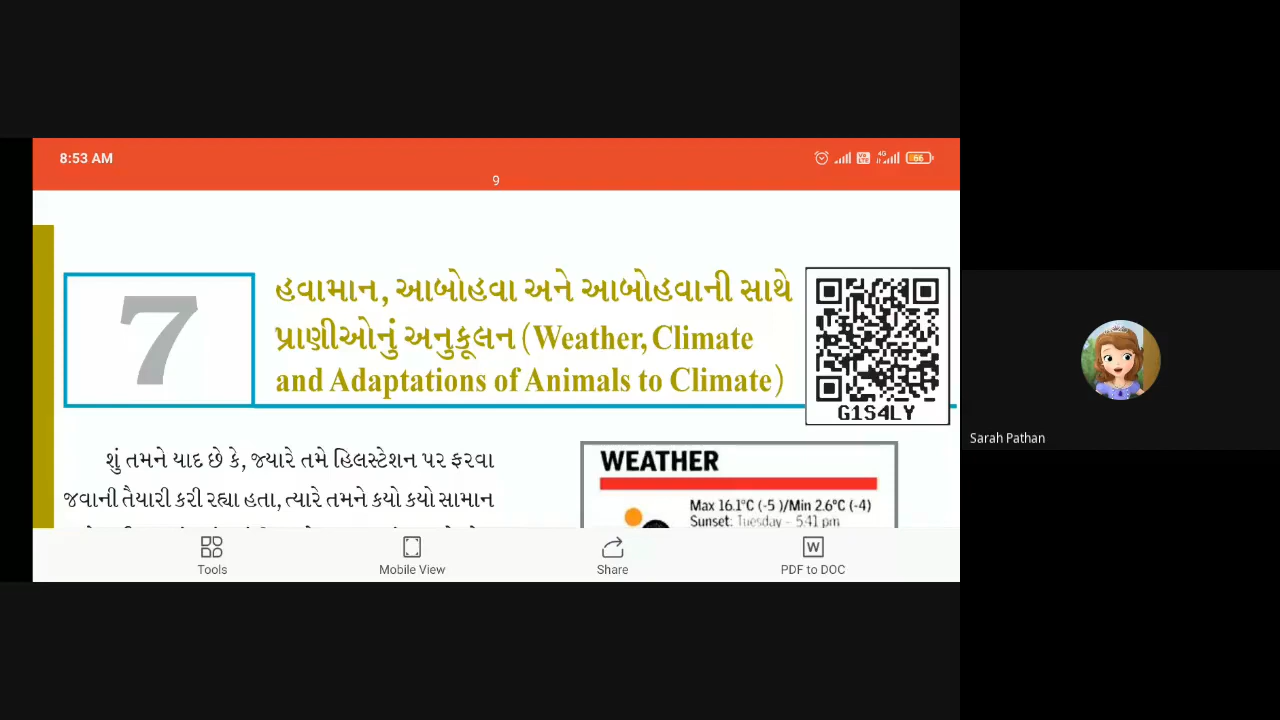 8:53 AM
4G
66
9
7
હવામાન, આબોહવા અને આબોહવાની સાથે
પ્રાણીઓનું અનુકૂલન (Weather, Climate
and Adaptations of Animals to Climate)
G1S4LY
શું તમને યાદ છે કે, જ્યારે તમે હિલસ્ટેશન પર ફરવા
જવાની તૈયારી કરી રહ્યા હતા, ત્યારે તમને કયો કયો સામાન
WEATHER
Max 16.1°C (-5 )/Min 2.6°C (-4)
Sunset: Tuesday – 5:41 pm
Tools
Mobile View
Share
W
PDF to DOC
Sarah Pathan